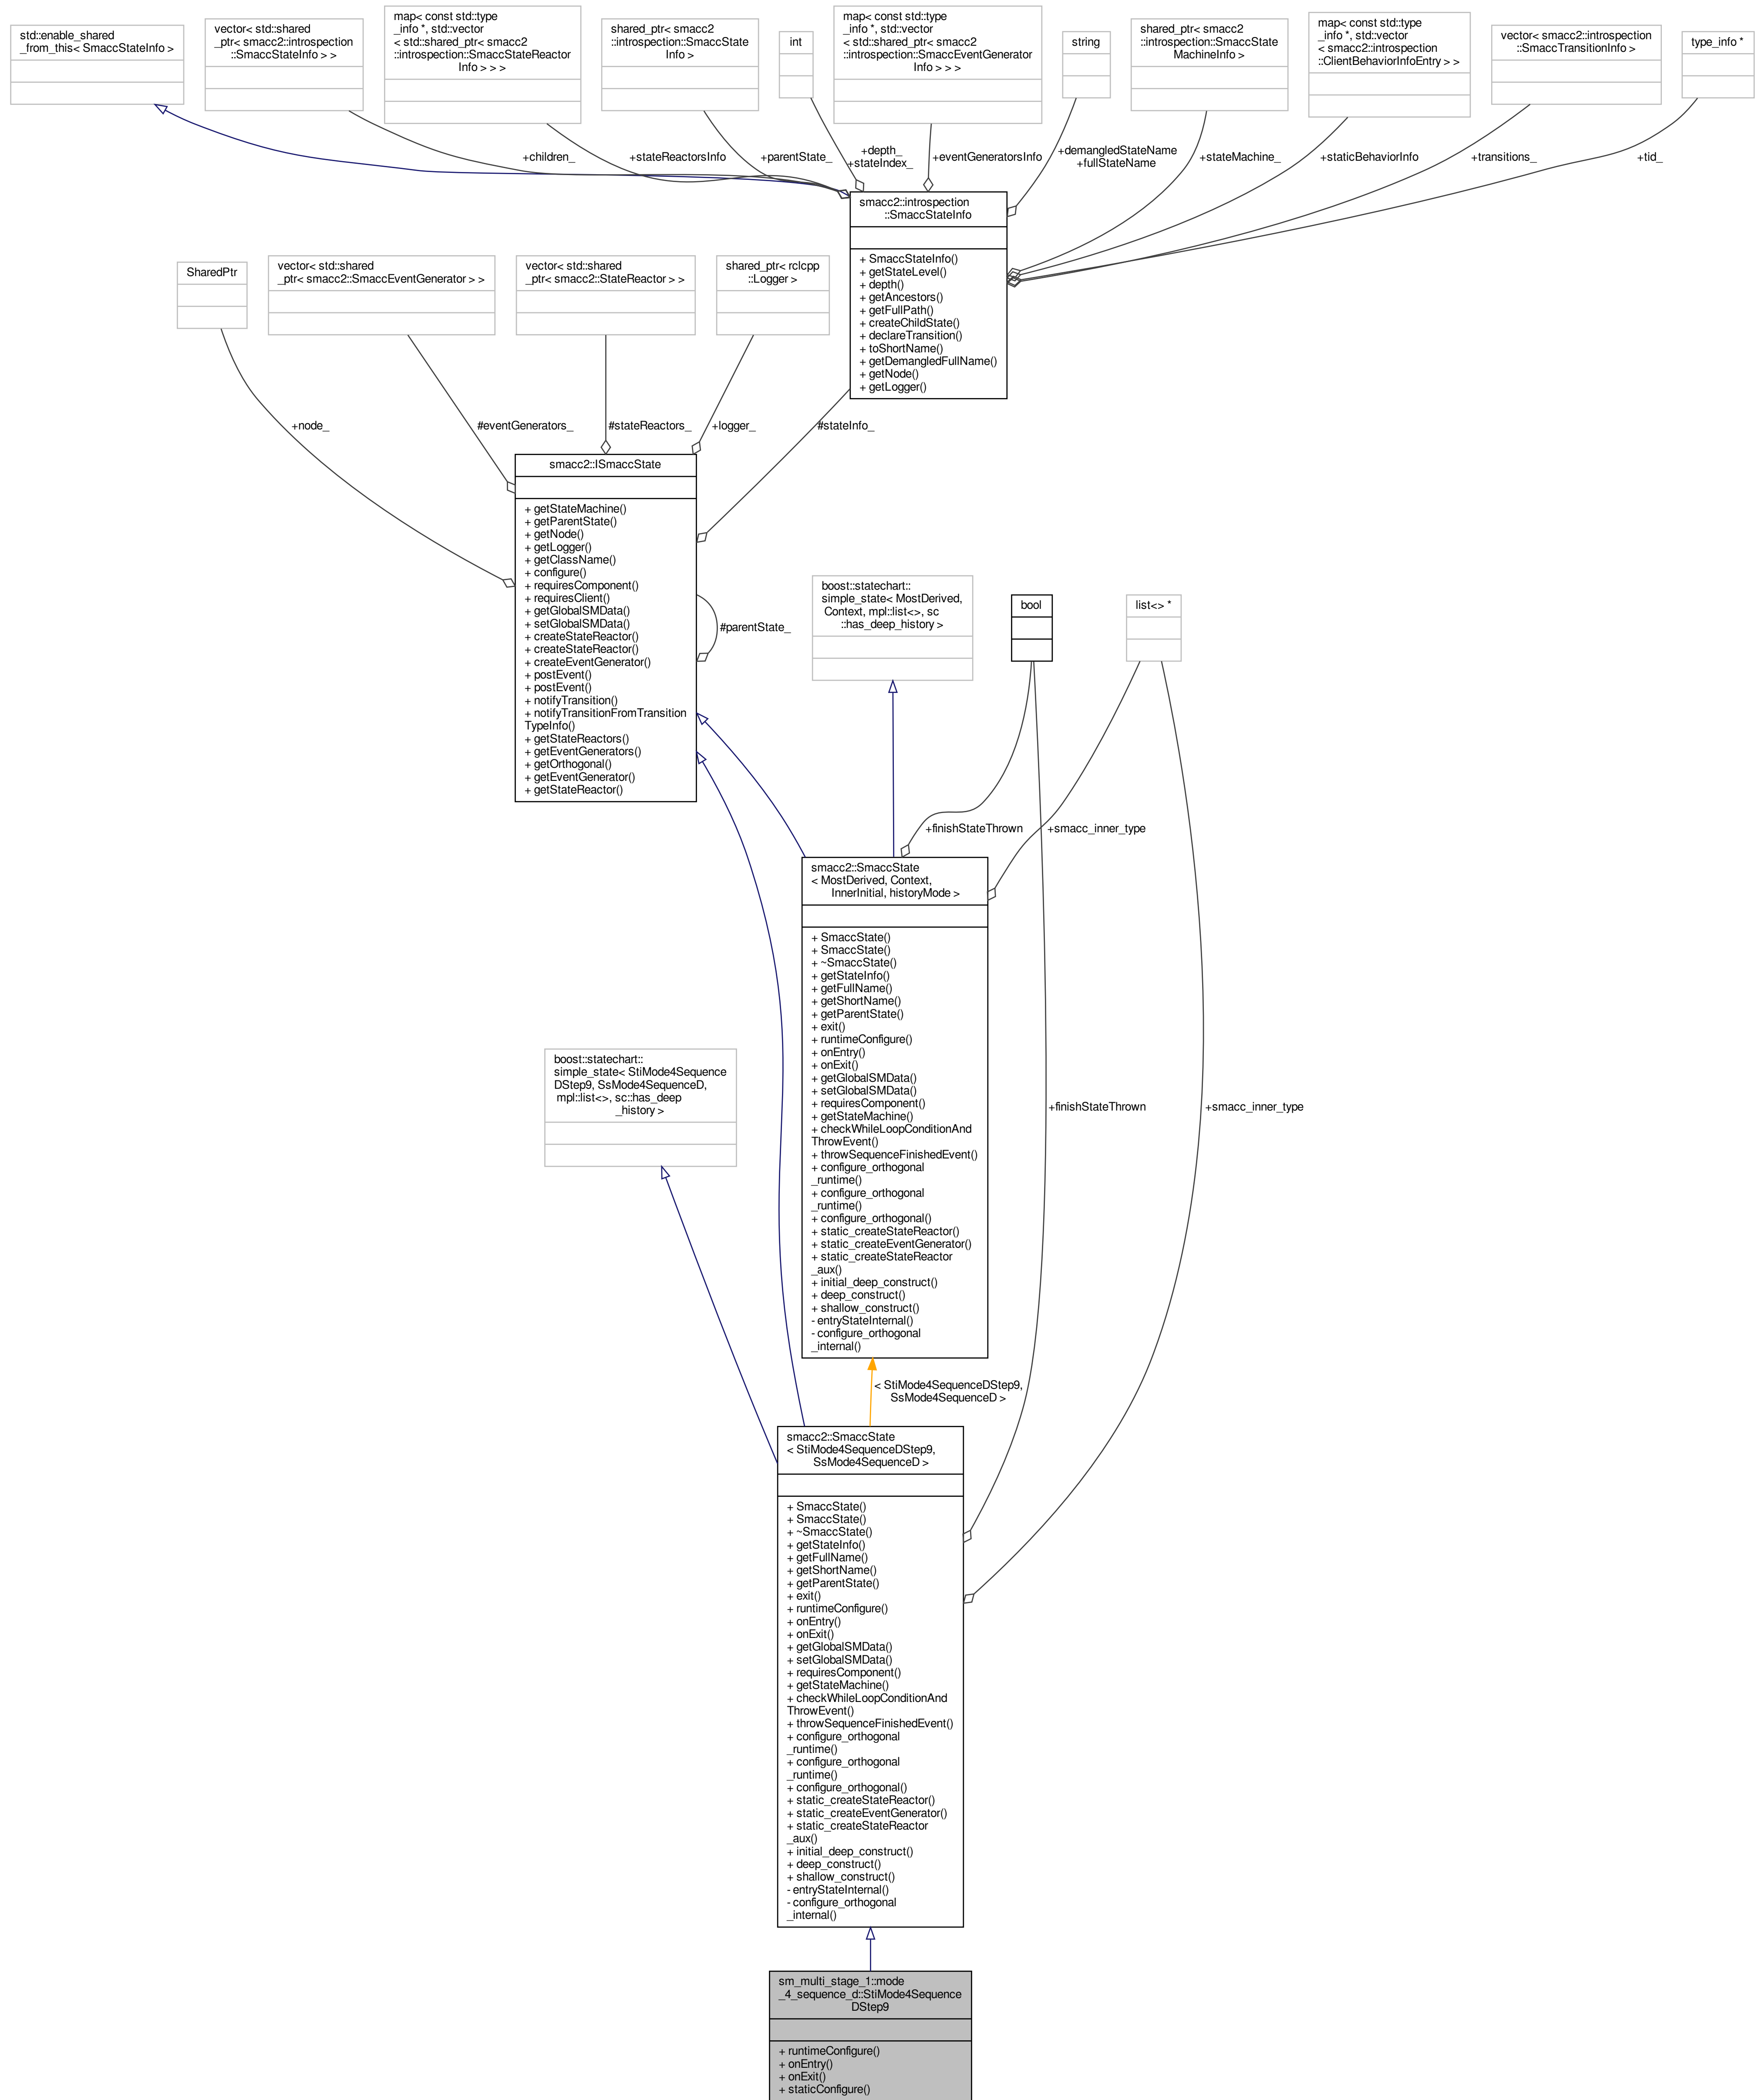 std::enable_shared
_from_this< SmaccStateInfo >
vector< std::shared
_ptr< smacc2::introspection
::SmaccStateInfo > >
map< const std::type
_info *, std::vector
< std::shared_ptr< smacc2
::introspection::SmaccStateReactor
Info > > >
shared_ptr< smacc2
::introspection::SmaccState
Info >
int
map< const std::type
_info *, std::vector
< std::shared_ptr< smacc2
::introspection::SmaccEventGenerator
Info > > >
string
shared_ptr< smacc2
::introspection::SmaccState
MachineInfo >
map< const std::type
_info *, std::vector
< smacc2::introspection
::ClientBehaviorInfoEntry > >
vector< smacc2::introspection
::SmaccTransitionInfo >
type_info *
+children_
+stateReactorsInfo
+parentState_
+depth_
+stateIndex_
+eventGeneratorsInfo
+demangledStateName
+fullStateName
+stateMachine_
+staticBehaviorInfo
+transitions_
+tid_
smacc2::introspection
::SmaccStateInfo
+ SmaccStateInfo()
+ getStateLevel()
+ depth()
+ getAncestors()
+ getFullPath()
+ createChildState()
+ declareTransition()
+ toShortName()
+ getDemangledFullName()
+ getNode()
+ getLogger()
SharedPtr
vector< std::shared
_ptr< smacc2::SmaccEventGenerator > >
vector< std::shared
_ptr< smacc2::StateReactor > >
shared_ptr< rclcpp
::Logger >
+node_
#eventGenerators_
#stateReactors_
+logger_
#stateInfo_
smacc2::ISmaccState
+ getStateMachine()
+ getParentState()
+ getNode()
+ getLogger()
+ getClassName()
+ configure()
+ requiresComponent()
+ requiresClient()
+ getGlobalSMData()
+ setGlobalSMData()
+ createStateReactor()
+ createStateReactor()
+ createEventGenerator()
+ postEvent()
+ postEvent()
+ notifyTransition()
+ notifyTransitionFromTransition
TypeInfo()
+ getStateReactors()
+ getEventGenerators()
+ getOrthogonal()
+ getEventGenerator()
+ getStateReactor()
#parentState_
boost::statechart::
simple_state< MostDerived,
Context, mpl::list<>, sc
::has_deep_history >
bool
list<> *
+finishStateThrown
+smacc_inner_type
smacc2::SmaccState
< MostDerived, Context,
InnerInitial, historyMode >
+ SmaccState()
+ SmaccState()
+ ~SmaccState()
+ getStateInfo()
+ getFullName()
+ getShortName()
+ getParentState()
+ exit()
+ runtimeConfigure()
+ onEntry()
+ onExit()
+ getGlobalSMData()
+ setGlobalSMData()
+ requiresComponent()
+ getStateMachine()
+ checkWhileLoopConditionAnd
ThrowEvent()
+ throwSequenceFinishedEvent()
+ configure_orthogonal
_runtime()
+ configure_orthogonal
_runtime()
+ configure_orthogonal()
+ static_createStateReactor()
+ static_createEventGenerator()
+ static_createStateReactor
_aux()
+ initial_deep_construct()
+ deep_construct()
+ shallow_construct()
- entryStateInternal()
- configure_orthogonal
_internal()
boost::statechart::
simple_state< StiMode4Sequence
DStep9, SsMode4SequenceD,
mpl::list<>, sc::has_deep
_history >
+finishStateThrown
+smacc_inner_type
< StiMode4SequenceDStep9,
SsMode4SequenceD >
smacc2::SmaccState
< StiMode4SequenceDStep9,
SsMode4SequenceD >
+ SmaccState()
+ SmaccState()
+ ~SmaccState()
+ getStateInfo()
+ getFullName()
+ getShortName()
+ getParentState()
+ exit()
+ runtimeConfigure()
+ onEntry()
+ onExit()
+ getGlobalSMData()
+ setGlobalSMData()
+ requiresComponent()
+ getStateMachine()
+ checkWhileLoopConditionAnd
ThrowEvent()
+ throwSequenceFinishedEvent()
+ configure_orthogonal
_runtime()
+ configure_orthogonal
_runtime()
+ configure_orthogonal()
+ static_createStateReactor()
+ static_createEventGenerator()
+ static_createStateReactor
_aux()
+ initial_deep_construct()
+ deep_construct()
+ shallow_construct()
- entryStateInternal()
- configure_orthogonal
_internal()
sm_multi_stage_1::mode
_4_sequence_d::StiMode4Sequence
DStep9
+ runtimeConfigure()
+ onEntry()
+ onExit()
+ staticConfigure()